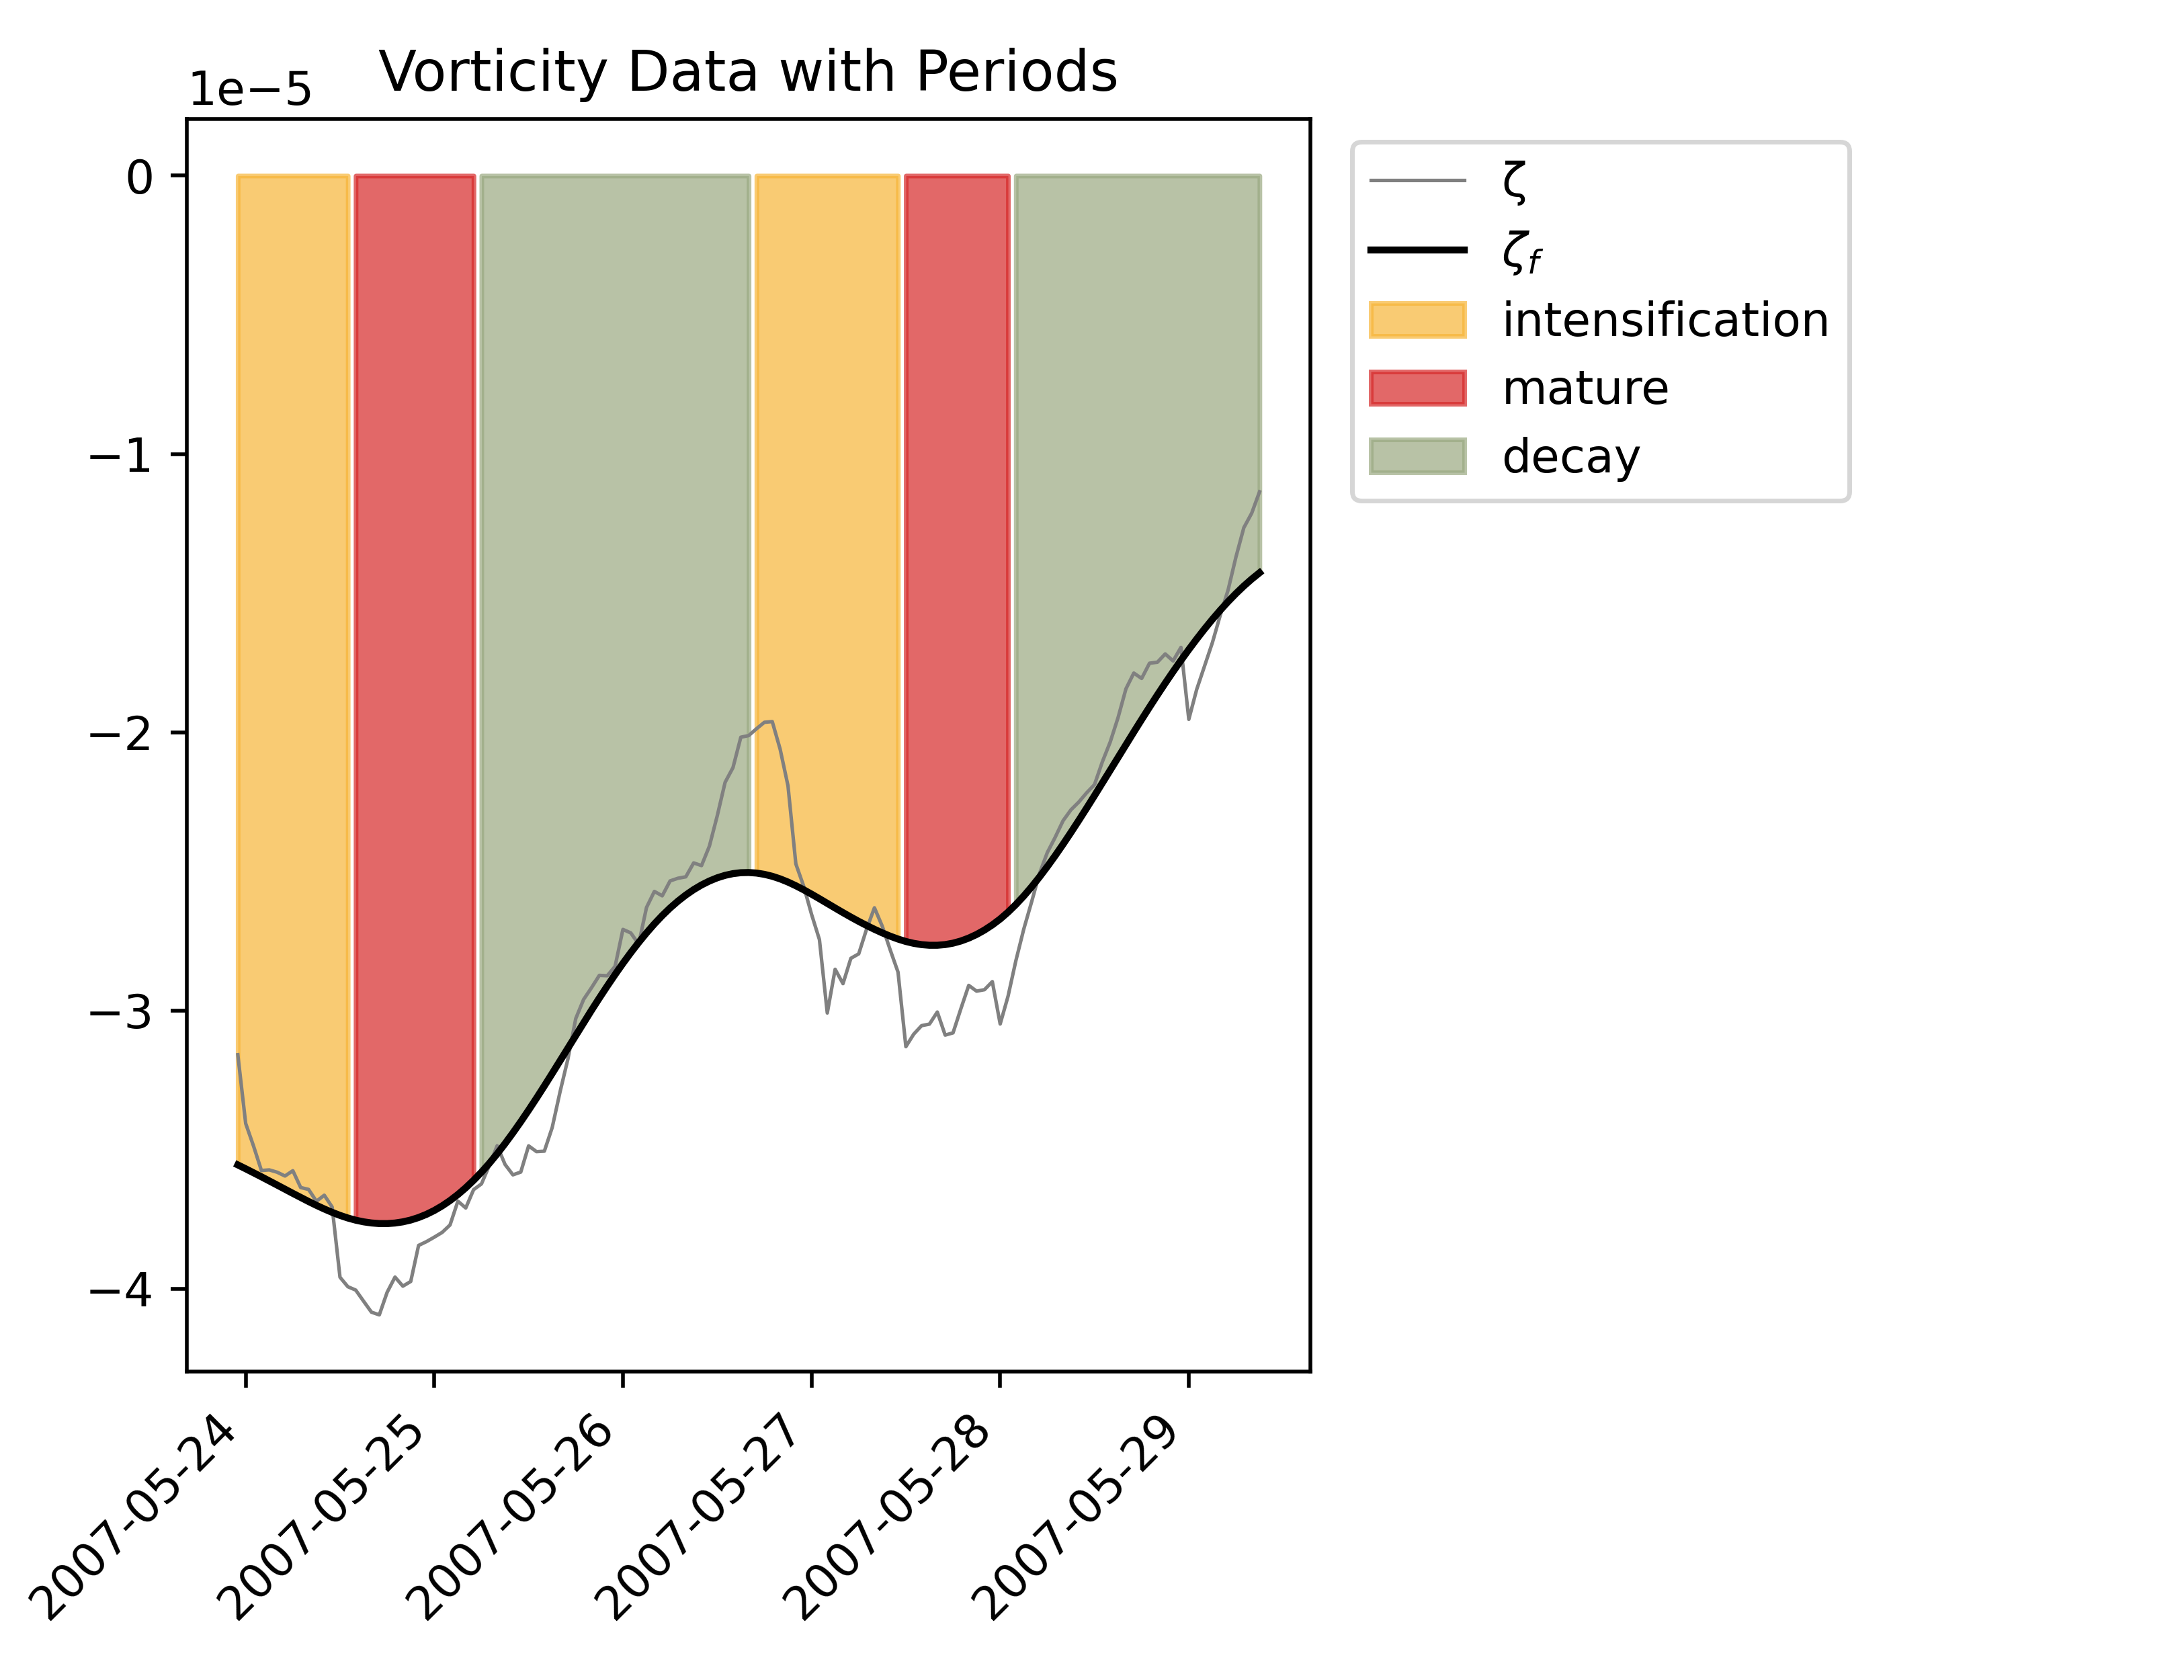 Vorticity Data with Periods
1e−5
0
−1
−2
−3
−4
2007-05-24
2007-05-25
2007-05-26
2007-05-27
2007-05-28
2007-05-29
ζ
ζf
intensification
mature
decay